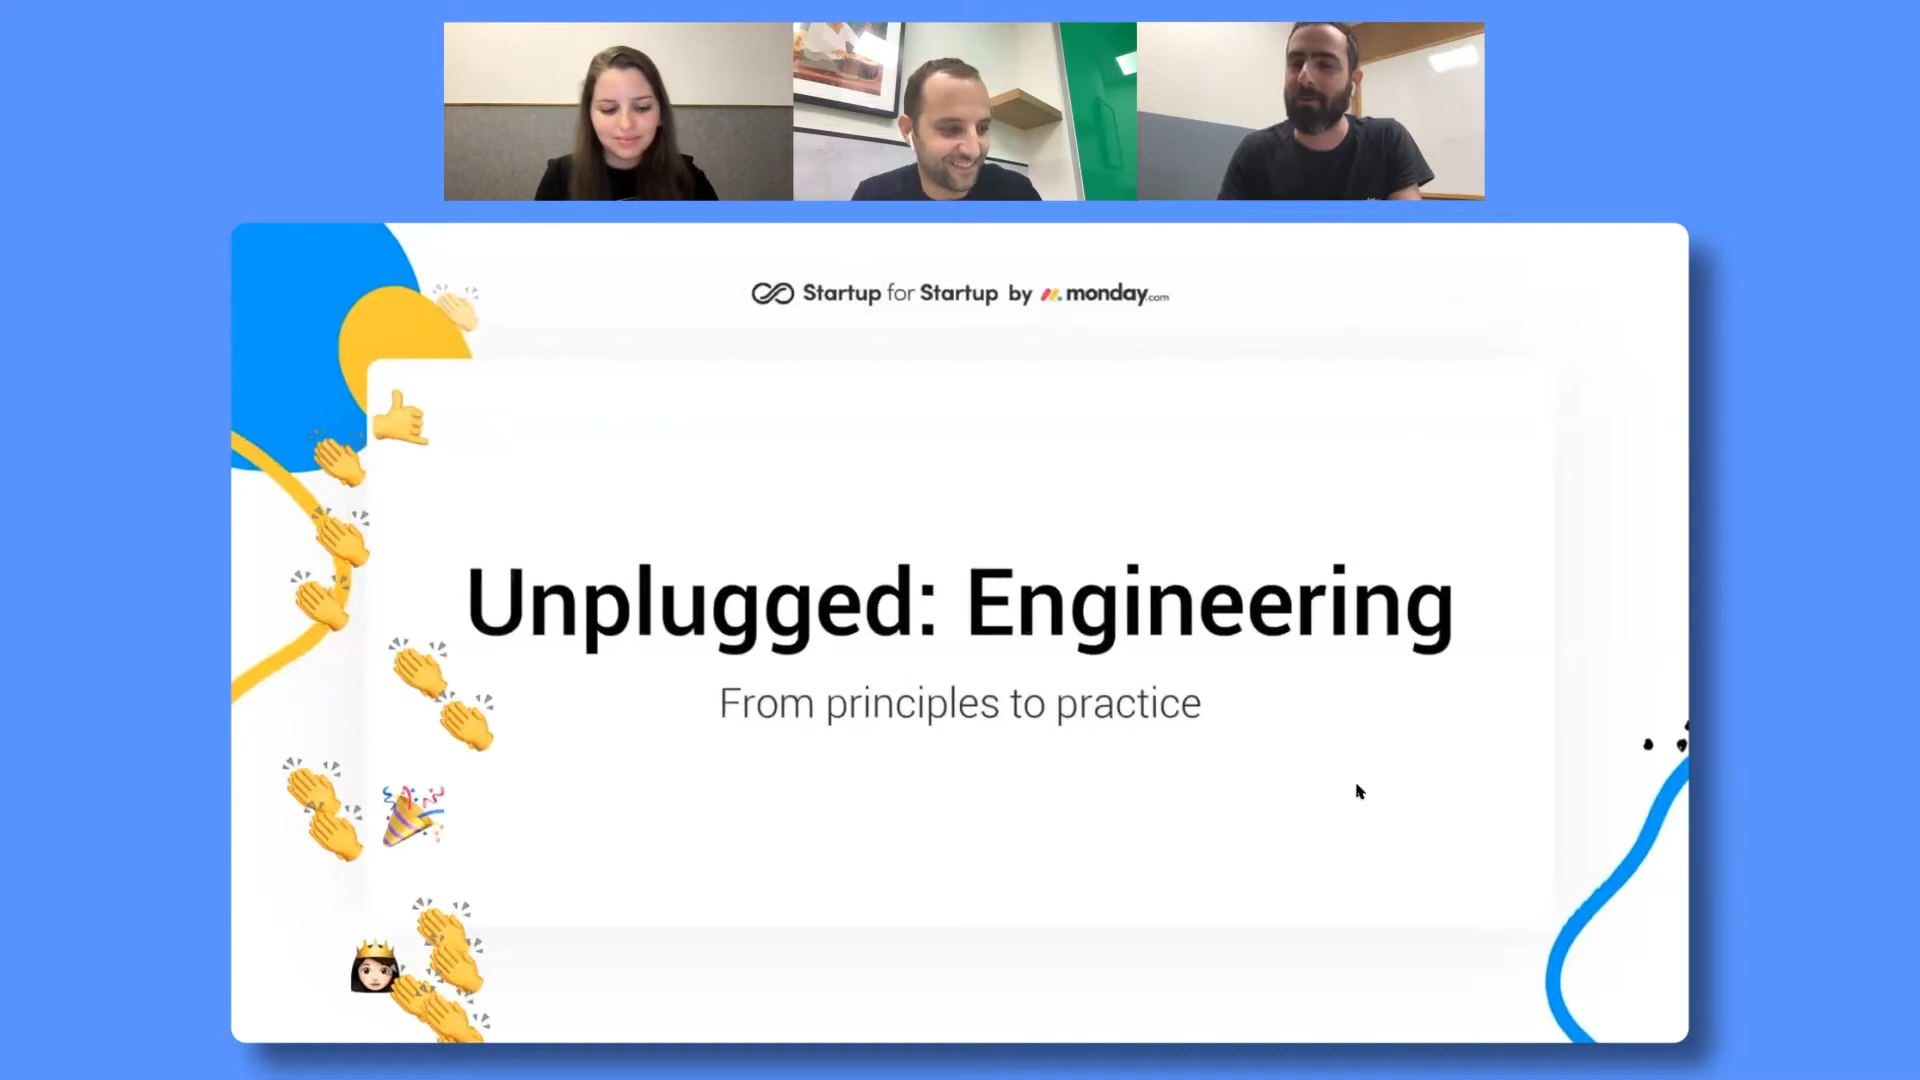 Startup for Startup by monday.com
Unplugged: Engineering
From principles to practice